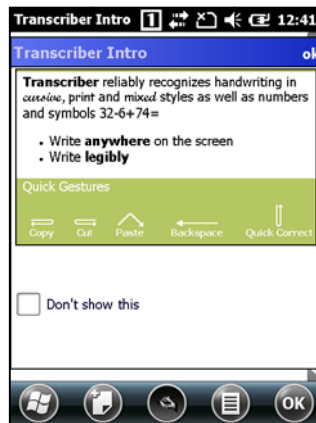 Transcriber Intro 1 12:41
Transcriber Intro ok
Transcriber reliably recognizes handwriting in
cursive, print and mixed styles as well as numbers
and symbols 32-6+74=
• Write anywhere on the screen
• Write legibly
Quick Gestures
Copy Cut Paste Backspace Quick Correct
Don't show this
OK